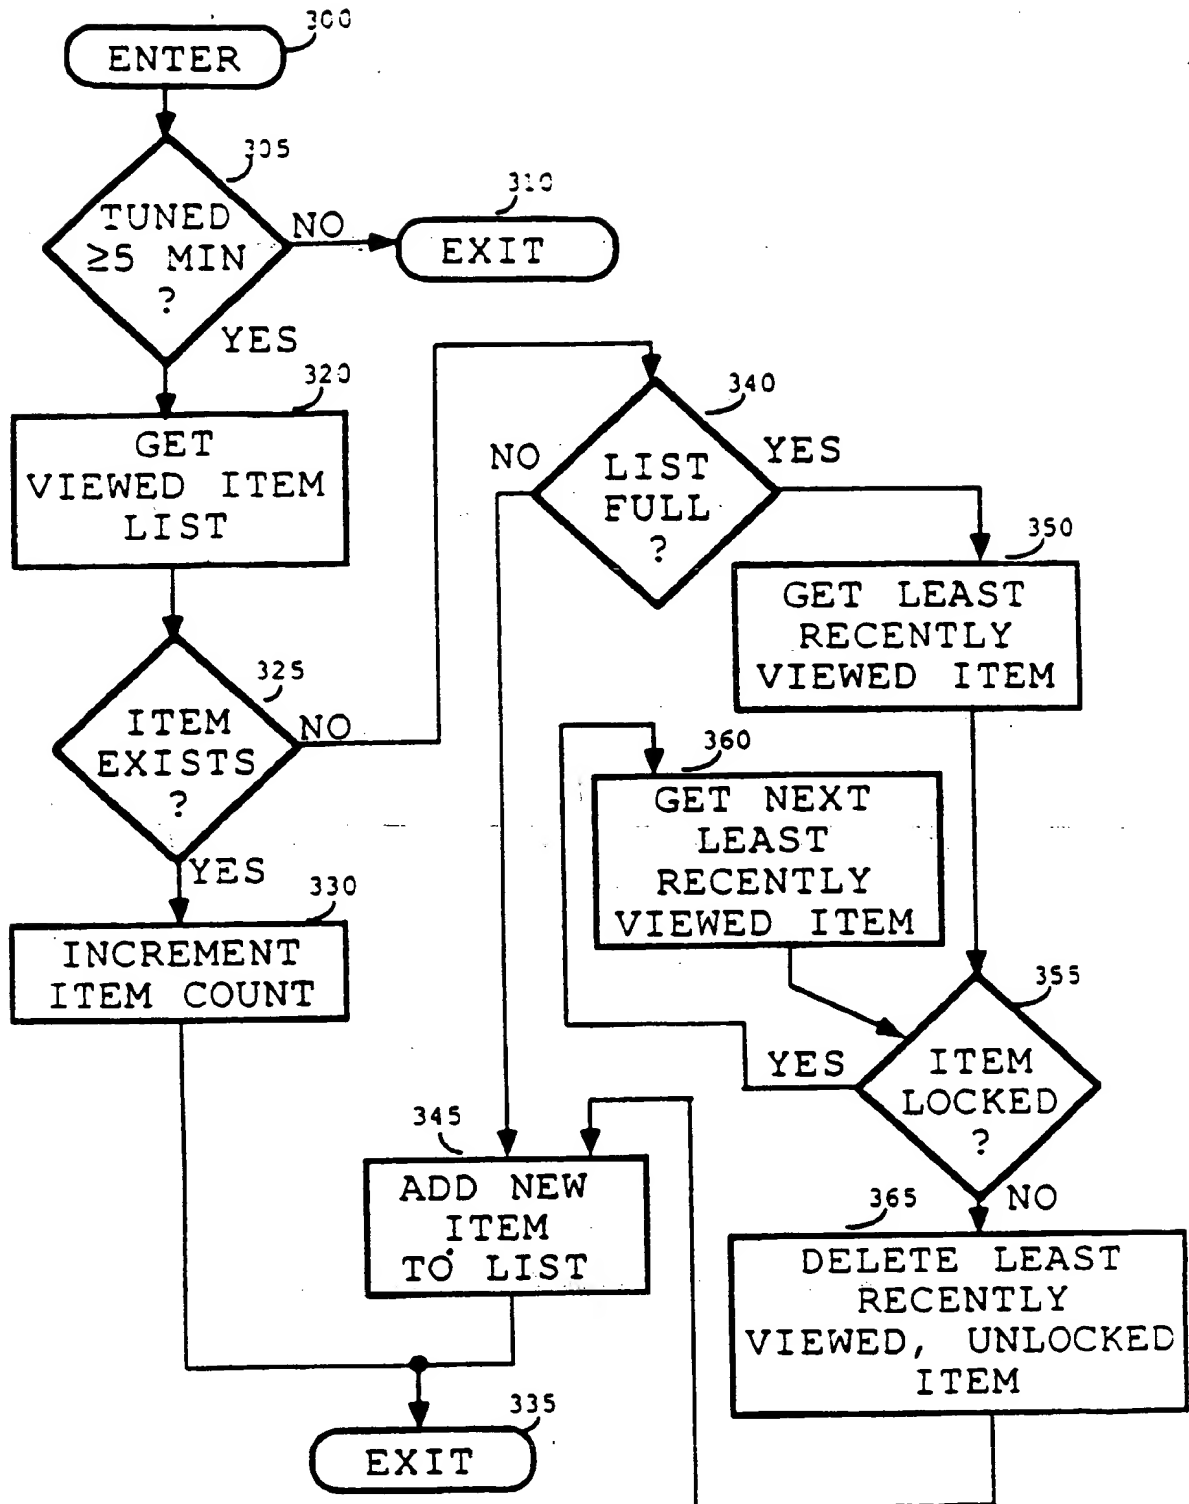 300
ENTER
305
TUNED
≥5 MIN
?
NO
310
EXIT
YES
320
GET
VIEWED ITEM
LIST
325
ITEM
EXISTS
?
NO
YES
330
INCREMENT
ITEM COUNT
340
LIST
FULL
?
NO
YES
350
GET LEAST
RECENTLY
VIEWED ITEM
360
GET NEXT
LEAST
RECENTLY
VIEWED ITEM
355
ITEM
LOCKED
?
YES
NO
345
ADD NEW
ITEM
TO LIST
365
DELETE LEAST
RECENTLY
VIEWED, UNLOCKED
ITEM
335
EXIT